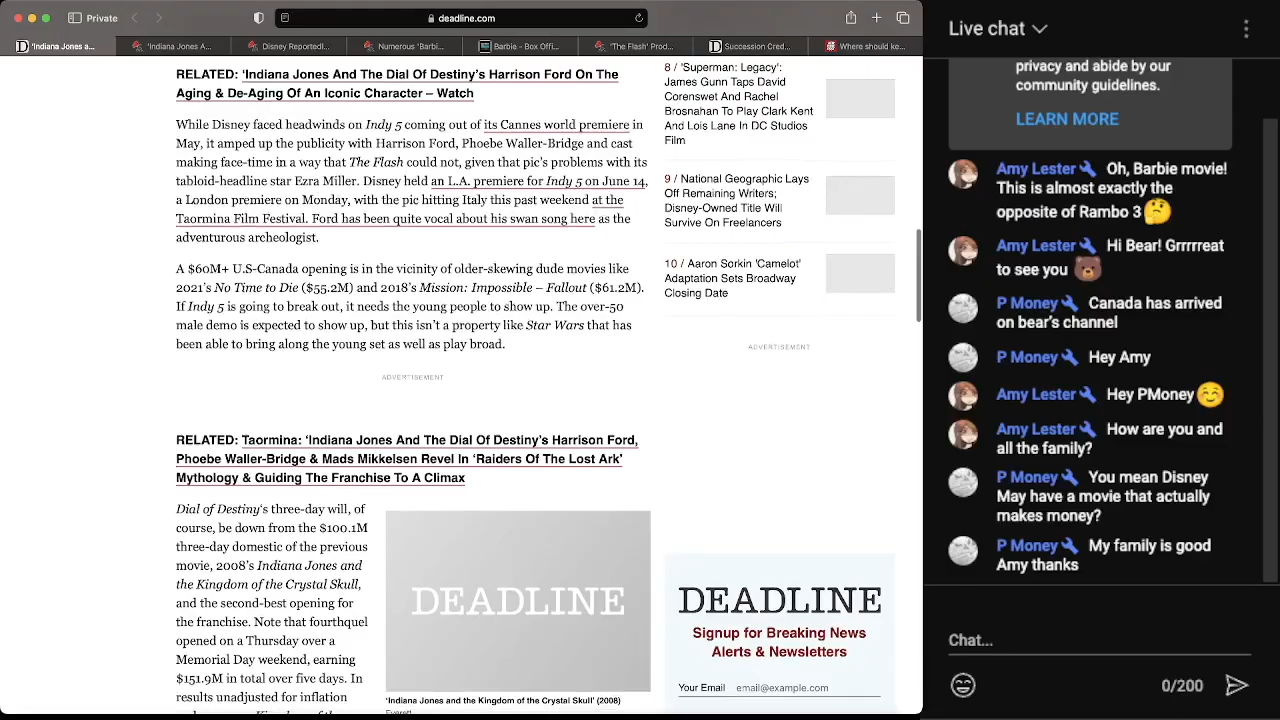 Private
deadline.com
'Indiana Jones a...
'Indiana Jones A...
Disney Reportedl...
Numerous 'Barbi...
Barbie - Box Offi...
'The Flash' Prod...
Succession Cred...
Where should ke...
RELATED: 'Indiana Jones And The Dial Of Destiny's Harrison Ford On The
Aging & De-Aging Of An Iconic Character – Watch
While Disney faced headwinds on Indy 5 coming out of its Cannes world premiere in
May, it amped up the publicity with Harrison Ford, Phoebe Waller-Bridge and cast
making face-time in a way that The Flash could not, given that pic's problems with its
tabloid-headline star Ezra Miller. Disney held an L.A. premiere for Indy 5 on June 14,
a London premiere on Monday, with the pic hitting Italy this past weekend at the
Taormina Film Festival. Ford has been quite vocal about his swan song here as the
adventurous archeologist.
A $60M+ U.S-Canada opening is in the vicinity of older-skewing dude movies like
2021's No Time to Die ($55.2M) and 2018's Mission: Impossible – Fallout ($61.2M).
If Indy 5 is going to break out, it needs the young people to show up. The over-50
male demo is expected to show up, but this isn't a property like Star Wars that has
been able to bring along the young set as well as play broad.
ADVERTISEMENT
RELATED: Taormina: 'Indiana Jones And The Dial Of Destiny's Harrison Ford,
Phoebe Waller-Bridge & Mads Mikkelsen Revel In 'Raiders Of The Lost Ark'
Mythology & Guiding The Franchise To A Climax
Dial of Destiny's three-day will, of
course, be down from the $100.1M
three-day domestic of the previous
movie, 2008's Indiana Jones and
the Kingdom of the Crystal Skull,
and the second-best opening for
the franchise. Note that fourthquel
opened on a Thursday over a
Memorial Day weekend, earning
$151.9M in total over five days. In
results unadjusted for inflation
DEADLINE
'Indiana Jones and the Kingdom of the Crystal Skull' (2008)
Everett
8 / 'Superman: Legacy':
James Gunn Taps David
Corenswet And Rachel
Brosnahan To Play Clark Kent
And Lois Lane In DC Studios
Film
9 / National Geographic Lays
Off Remaining Writers;
Disney-Owned Title Will
Survive On Freelancers
10 / Aaron Sorkin 'Camelot'
Adaptation Sets Broadway
Closing Date
ADVERTISEMENT
DEADLINE
Signup for Breaking News
Alerts & Newsletters
Your Email email@example.com
Live chat
privacy and abide by our
community guidelines.
LEARN MORE
Amy Lester Oh, Barbie movie!
This is almost exactly the
opposite of Rambo 3🤔
Amy Lester Hi Bear! Grrrrreat
to see you 🐻
P Money Canada has arrived
on bear's channel
P Money Hey Amy
Amy Lester Hey PMoney☺️
Amy Lester How are you and
all the family?
P Money You mean Disney
May have a movie that actually
makes money?
P Money My family is good
Amy thanks
Chat...
0/200